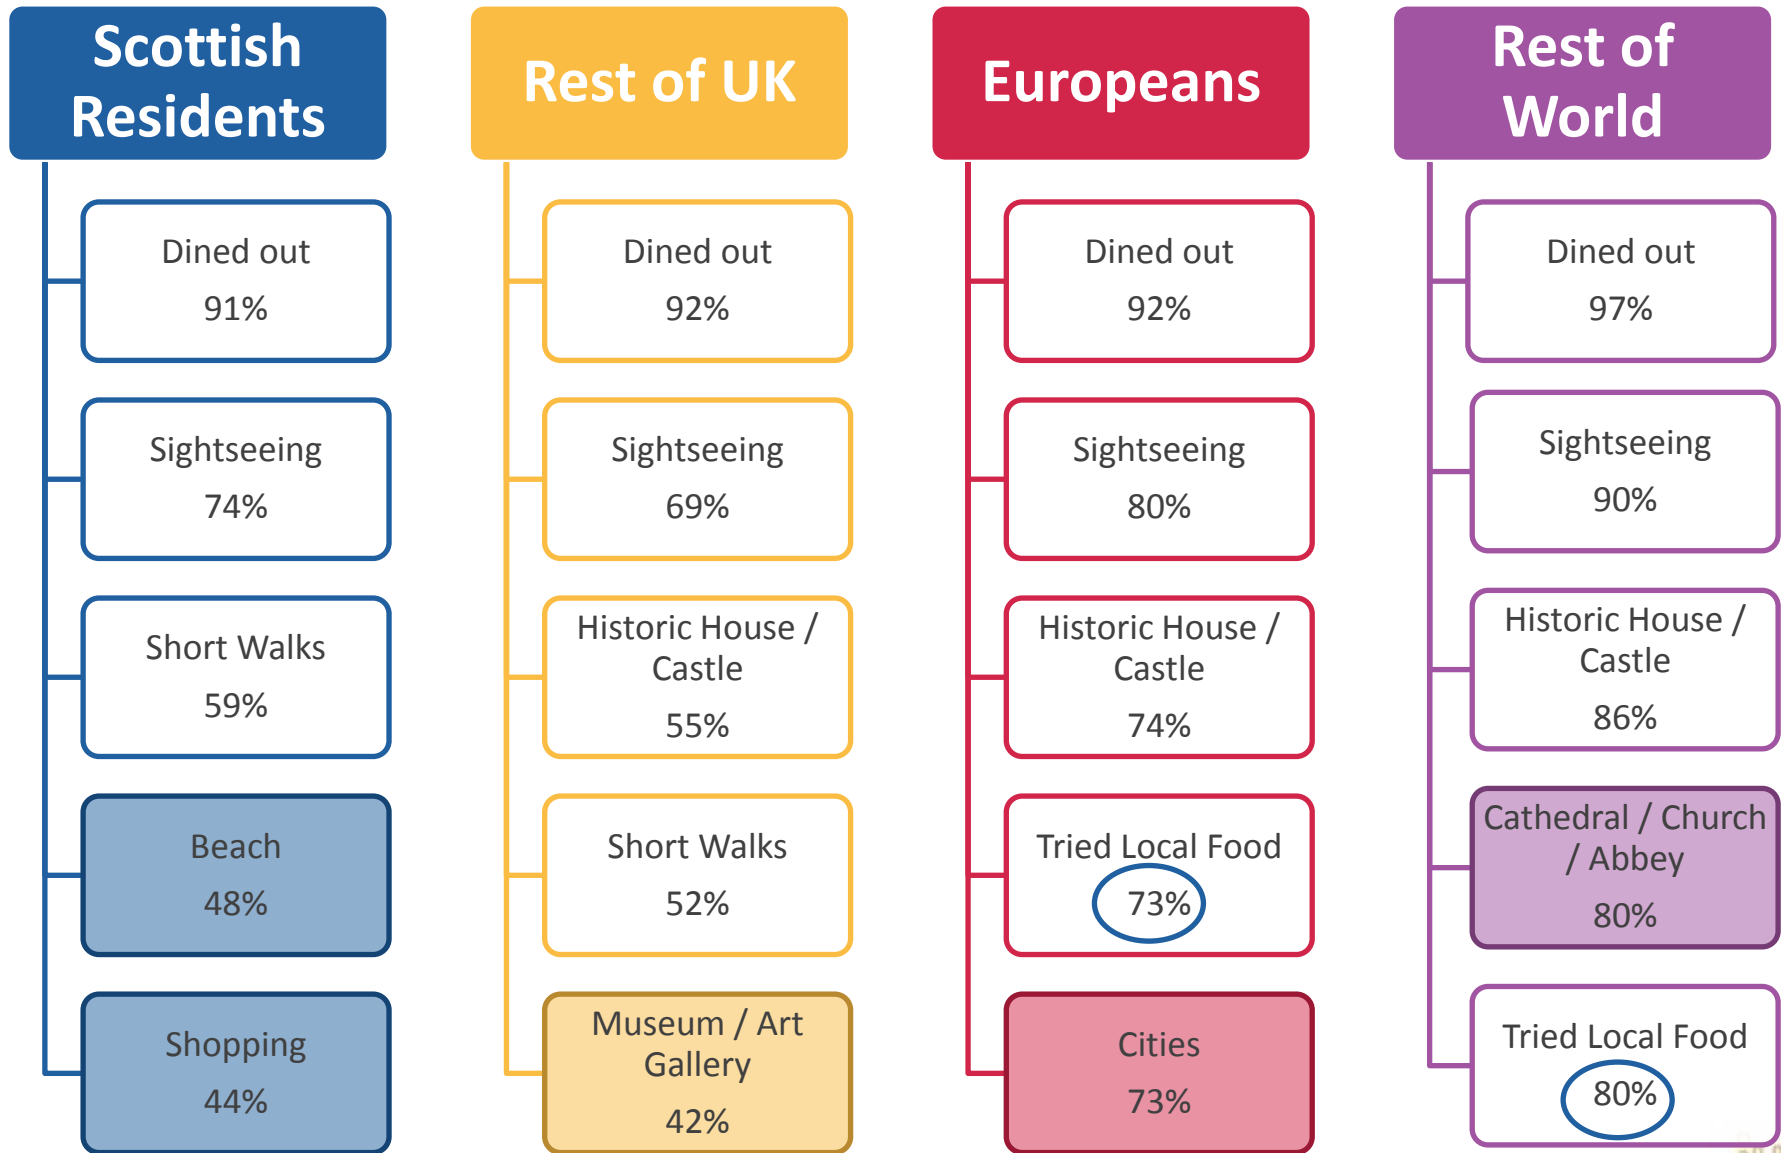 Scottish
Residents
Dined out
91%
Sightseeing
74%
Short Walks
59%
Beach
48%
Shopping
44%
Rest of UK
Dined out
92%
Sightseeing
69%
Historic House /
Castle
55%
Short Walks
52%
Museum / Art
Gallery
42%
Europeans
Dined out
92%
Sightseeing
80%
Historic House /
Castle
74%
Tried Local Food
73%
Cities
73%
Rest of
World
Dined out
97%
Sightseeing
90%
Historic House /
Castle
86%
Cathedral / Church
/ Abbey
80%
Tried Local Food
80%